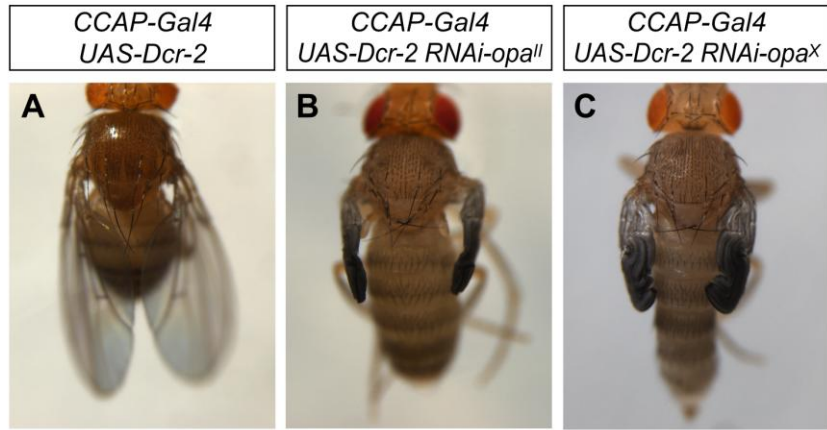 CCAP-Gal4
UAS-Dcr-2
CCAP-Gal4
UAS-Dcr-2 RNAi-opaᴵᴵ
CCAP-Gal4
UAS-Dcr-2 RNAi-opaˣ
A
B
C